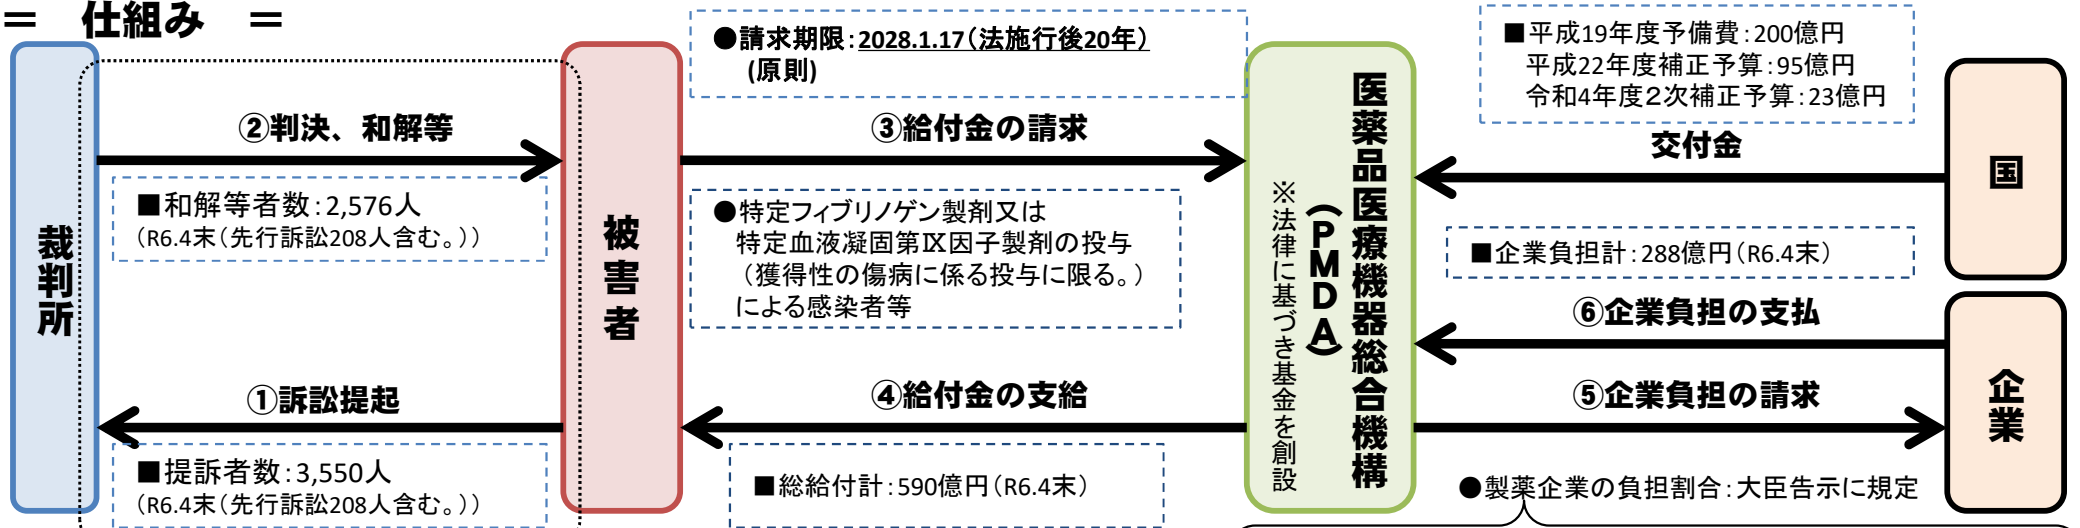 ＝　仕組み　＝
裁判所
②判決、和解等
■和解等者数：2,576人
（R6.4末（先行訴訟208人含む。））
①訴訟提起
■提訴者数：3,550人
（R6.4末（先行訴訟208人含む。））
被害者
●請求期限：2028.1.17（法施行後20年）
(原則)
③給付金の請求
●特定フィブリノゲン製剤又は
特定血液凝固第Ⅸ因子製剤の投与
（獲得性の傷病に係る投与に限る。）
による感染者等
④給付金の支給
■総給付計：590億円（R6.4末）
医薬品医療機器総合機構
（ＰＭＤＡ）
※法律に基づき基金を創設
■平成19年度予備費：200億円
平成22年度補正予算：95億円
令和4年度２次補正予算：23億円
交付金
国
■企業負担計：288億円（R6.4末）
⑥企業負担の支払
⑤企業負担の請求
企業
●製薬企業の負担割合：大臣告示に規定